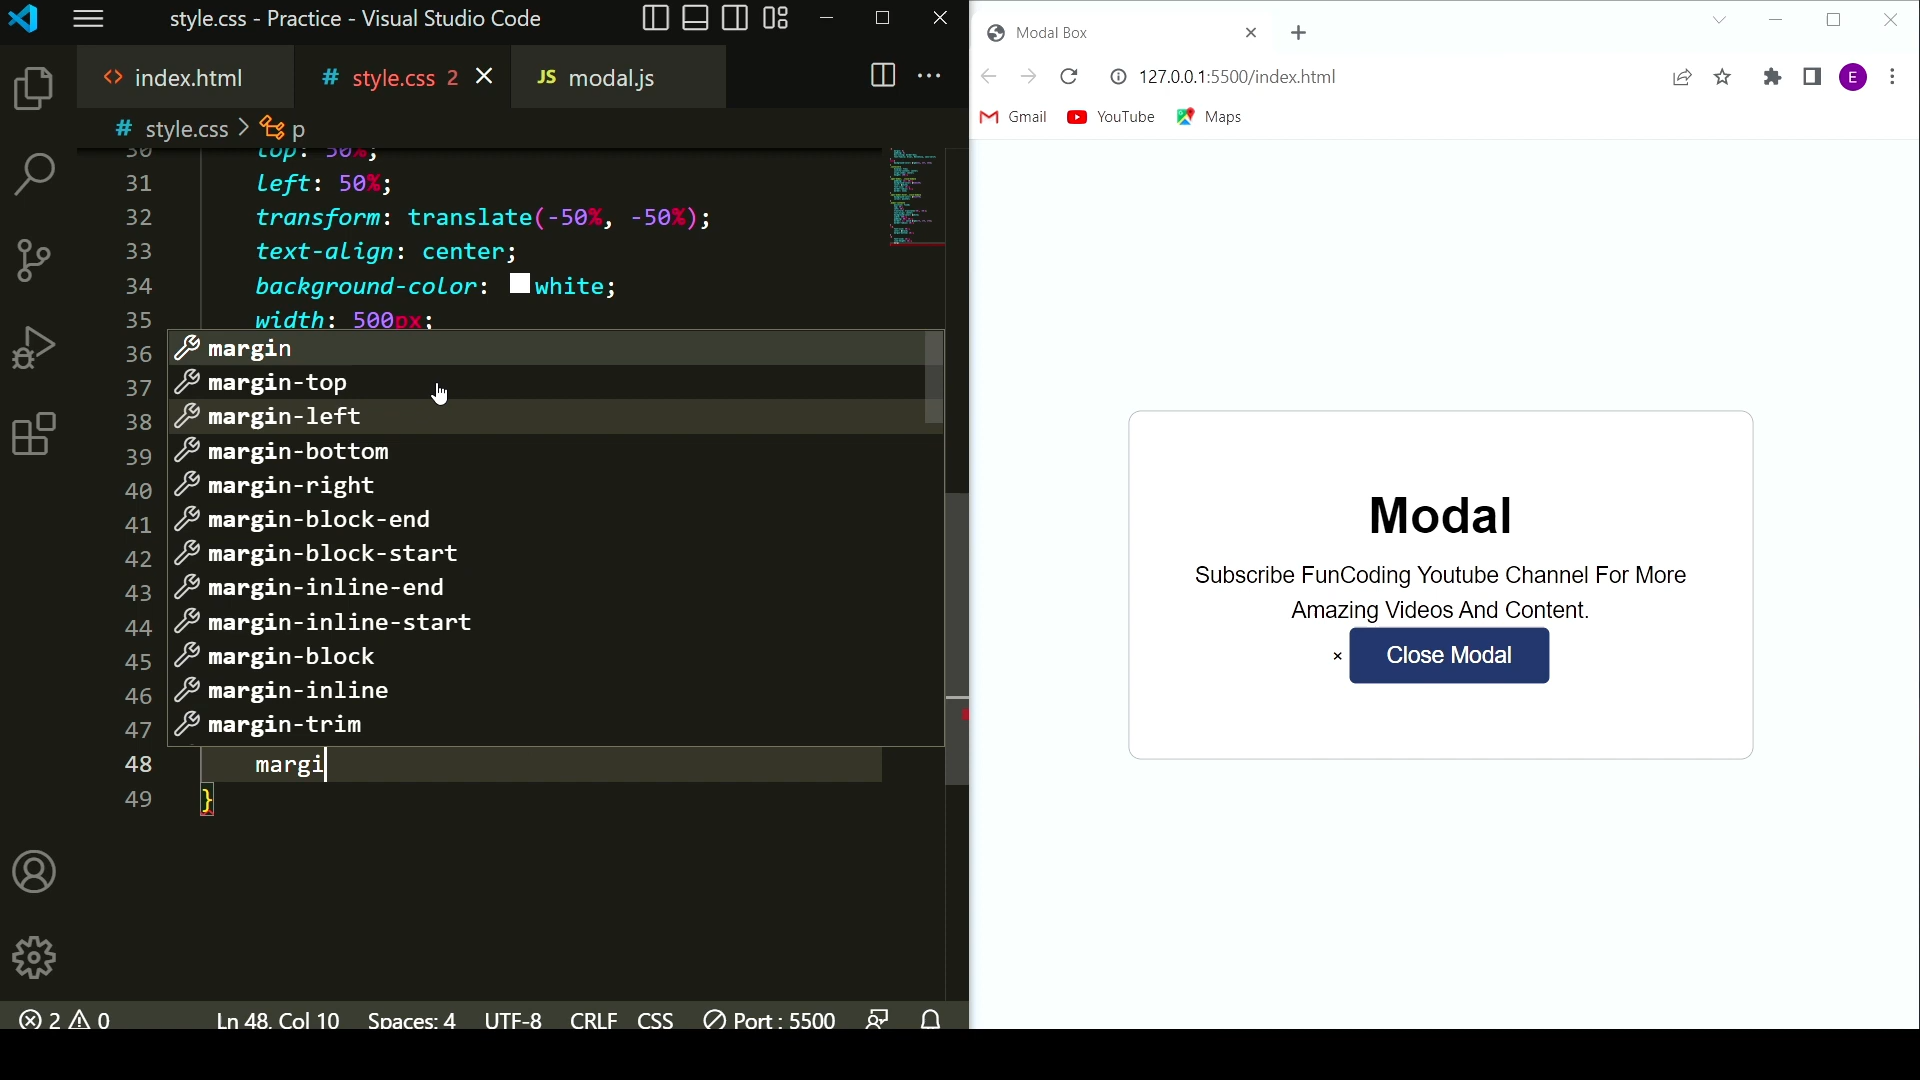 style.css - Practice - Visual Studio Code
<> index.html
# style.css 2
JS modal.js
# style.css > p
30 top: 50%;
31 left: 50%;
32 transform: translate(-50%, -50%);
33 text-align: center;
34 background-color: white;
35 width: 500px;
36
37
38
39
40
41
42
43
44
45
46
47
margin
margin-top
margin-left
margin-bottom
margin-right
margin-block-end
margin-block-start
margin-inline-end
margin-inline-start
margin-block
margin-inline
margin-trim
48 margi
49 }
2 0 Ln 48, Col 10 Spaces: 4 UTF-8 CRLF CSS Port : 5500
Modal Box
127.0.0.1:5500/index.html
E
Gmail YouTube Maps
Modal
Subscribe FunCoding Youtube Channel For More
Amazing Videos And Content.
× Close Modal